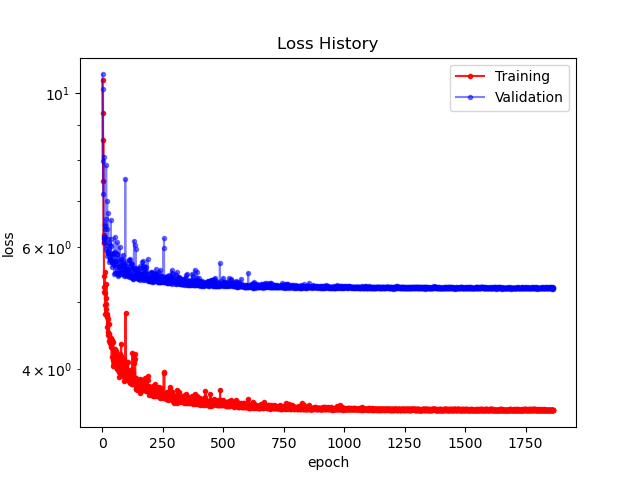 Loss History
Training
Validation
10¹
6 × 10⁰
4 × 10⁰
loss
0 250 500 750 1000 1250 1500 1750
epoch